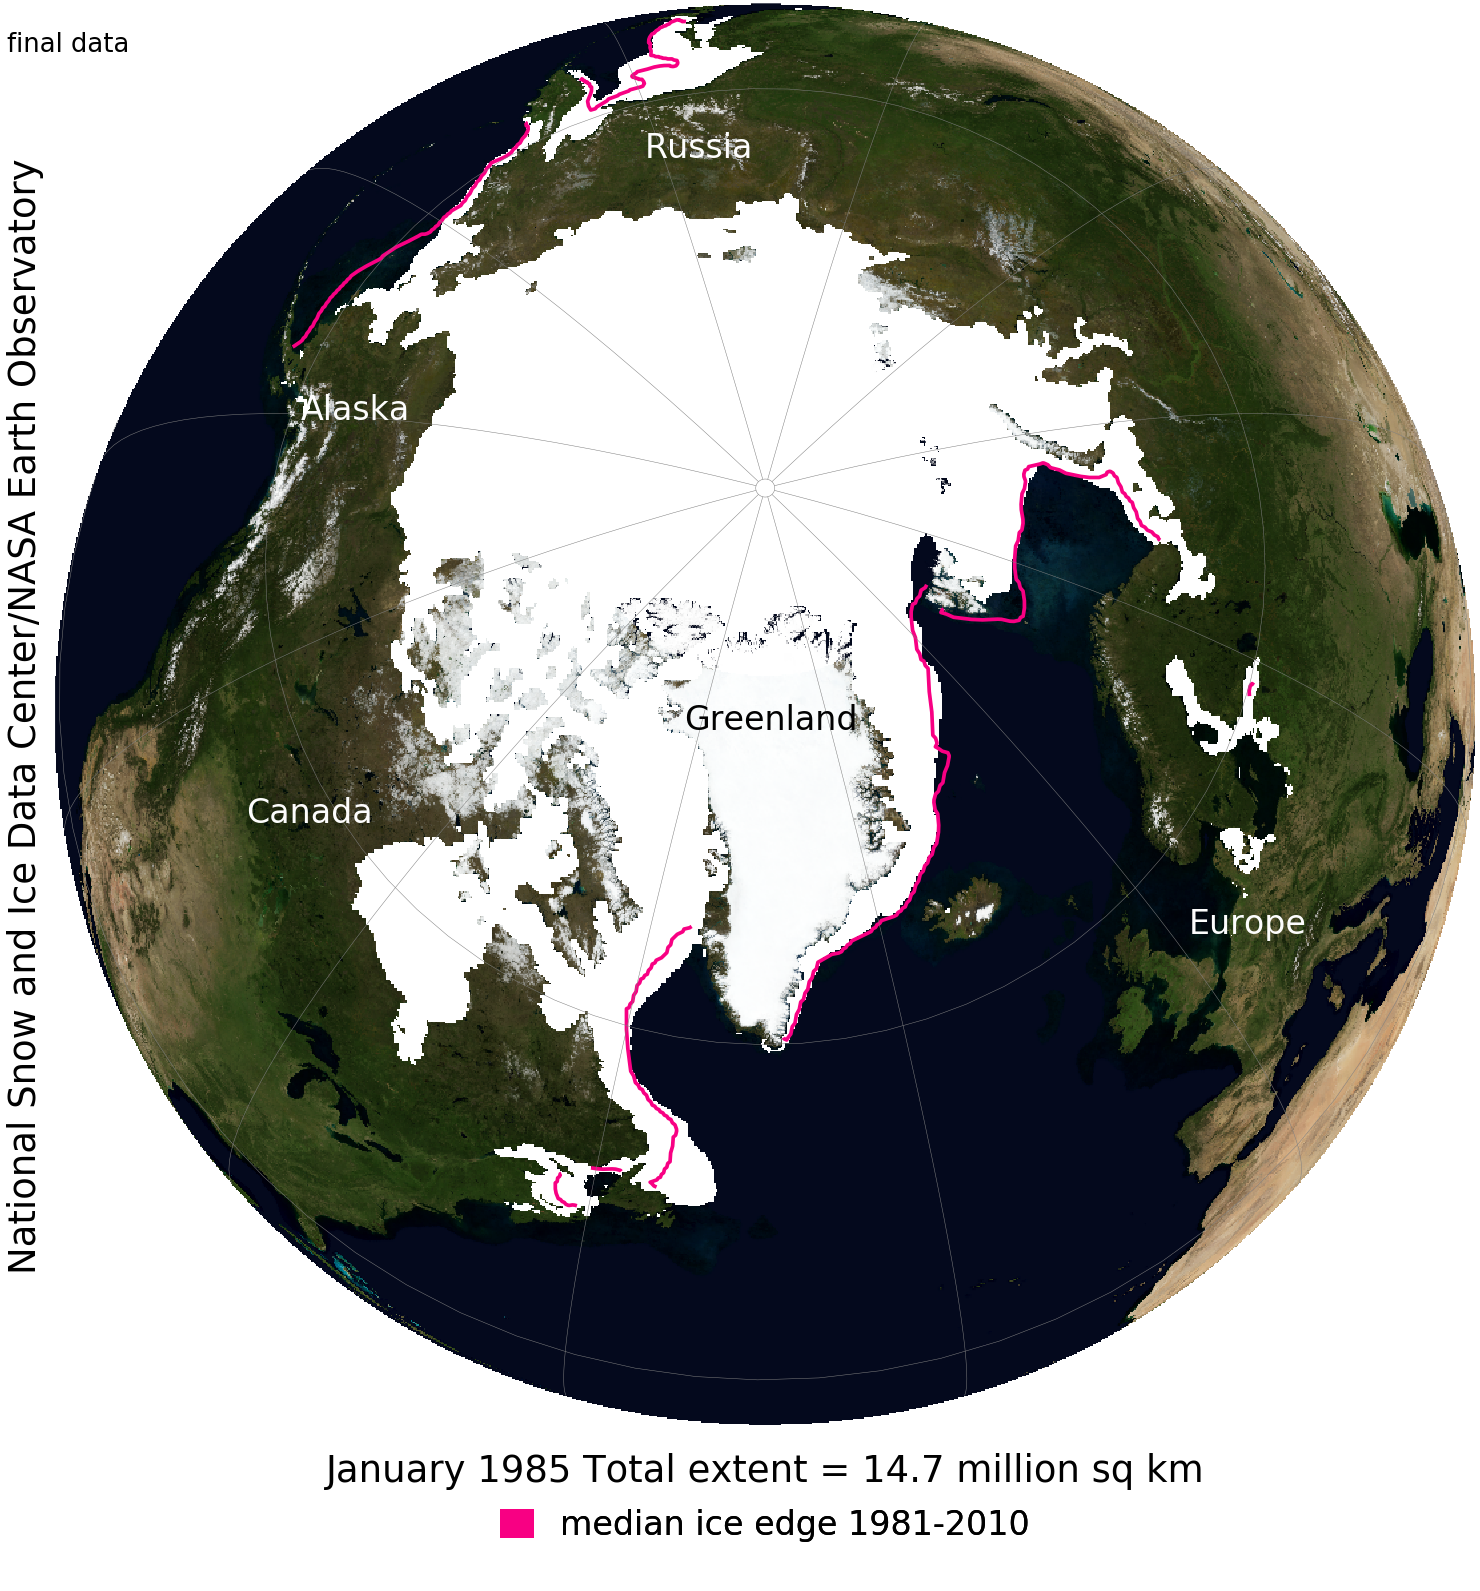 final data
National Snow and Ice Data Center/NASA Earth Observatory
Russia
Alaska
Greenland
Canada
Europe
January 1985 Total extent = 14.7 million sq km
median ice edge 1981-2010